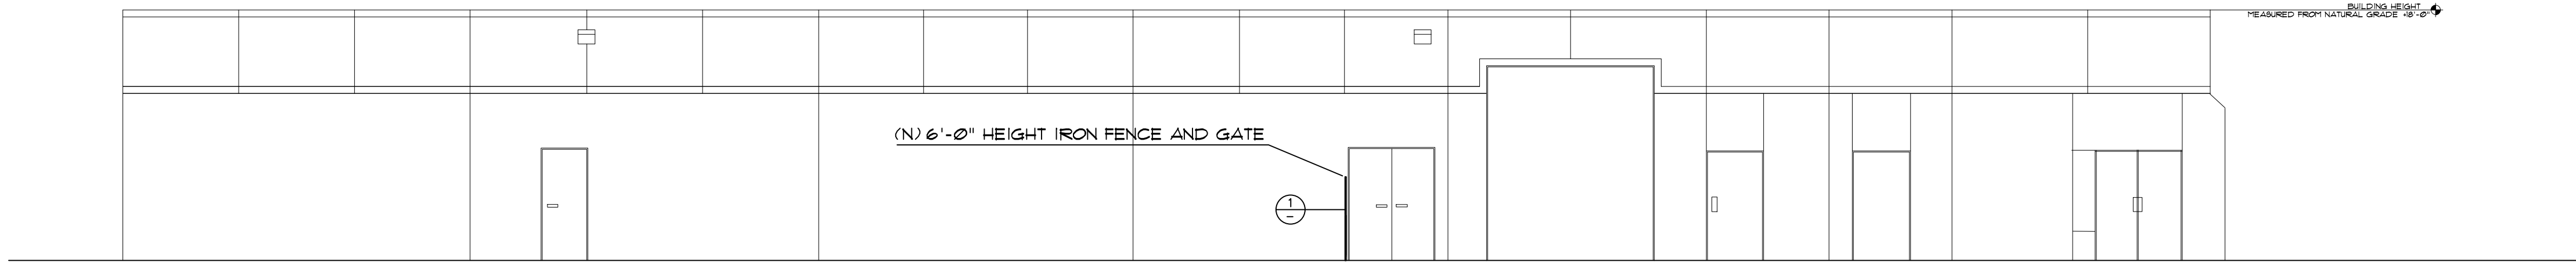 BUILDING HEIGHT
MEASURED FROM NATURAL GRADE +18'-0"
(N) 6'-0" HEIGHT IRON FENCE AND GATE
1
-